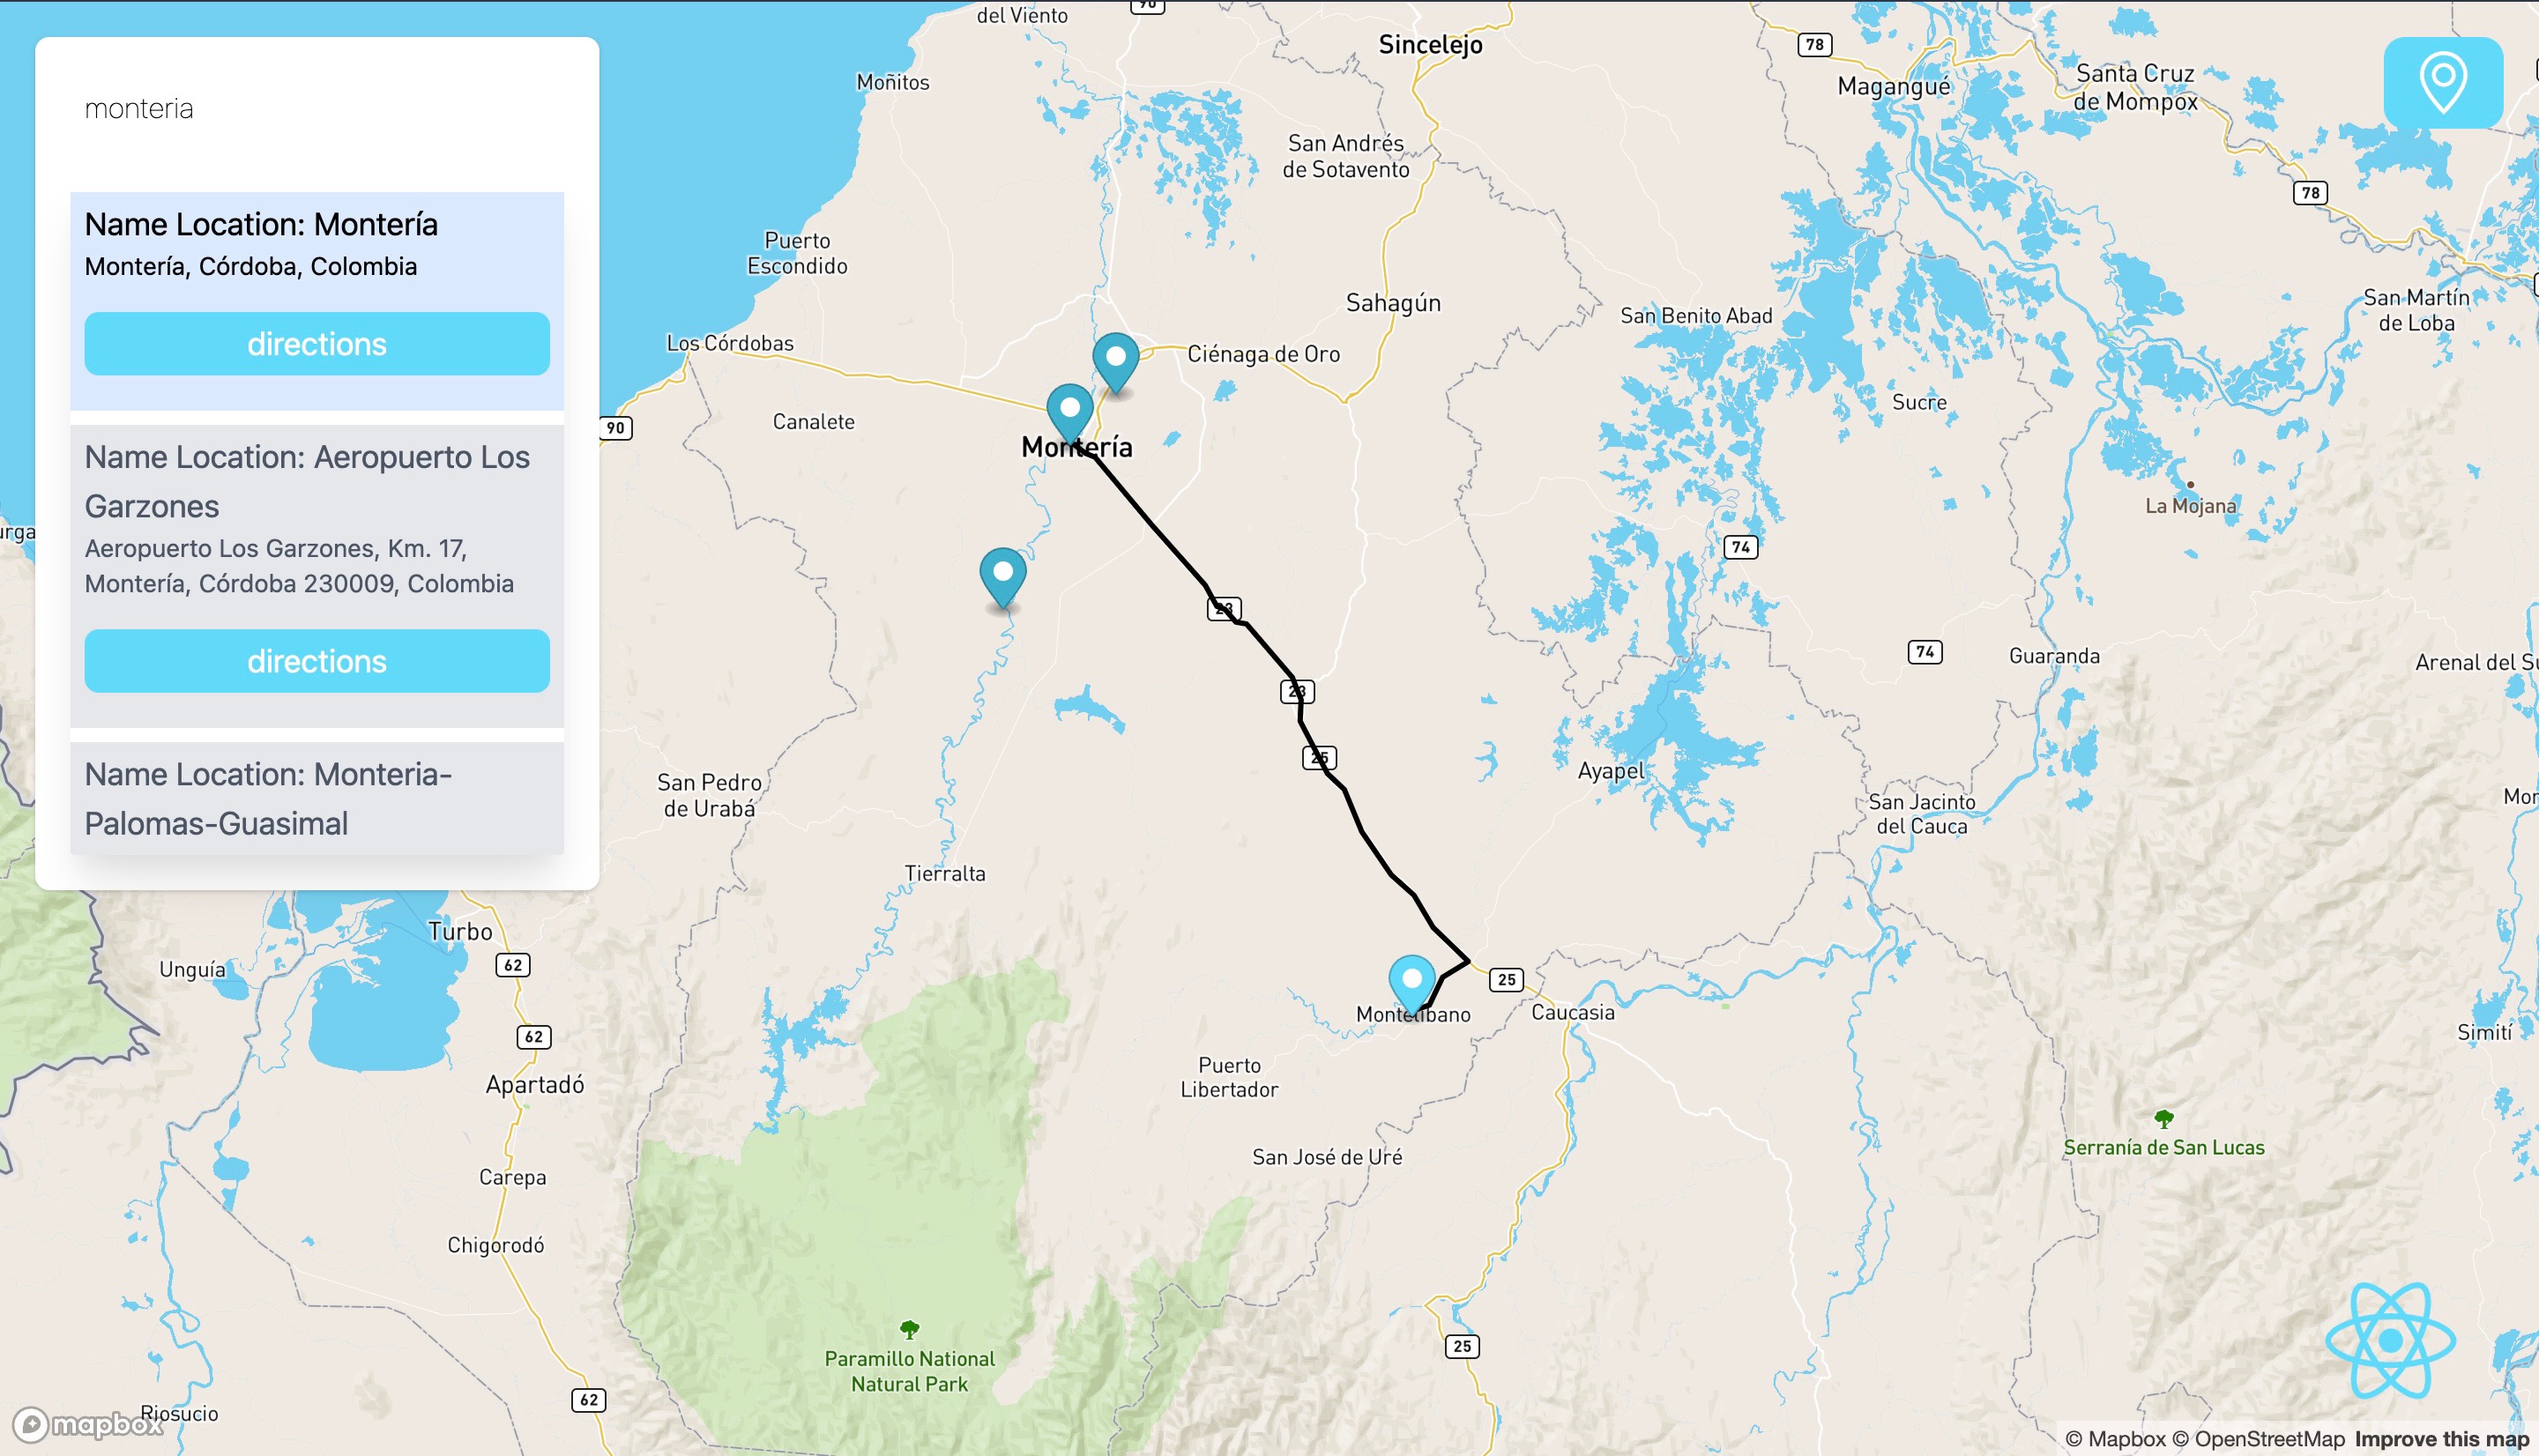 monteria
Name Location: Montería
Montería, Córdoba, Colombia
directions
Name Location: Aeropuerto Los
Garzones
Aeropuerto Los Garzones, Km. 17,
Montería, Córdoba 230009, Colombia
directions
Name Location: Monteria-
Palomas-Guasimal
del Viento
90
Sincelejo
78
Moñitos
Magangué
Santa Cruz
de Mompox
San Andrés
de Sotavento
78
Puerto
Escondido
Sahagún
San Benito Abad
San Martín
de Loba
Los Córdobas
Ciénaga de Oro
Sucre
Canalete
90
Montería
La Mojana
74
23
74
Guaranda
Arenal del Su
23
25
Ayapel
San Pedro
de Urabá
San Jacinto
del Cauca
Mor
Tierralta
Turbo
62
Unguía
25
Montelíbano
Caucasia
Simití
62
Puerto
Libertador
Apartadó
San José de Uré
Serranía de San Lucas
Carepa
Chigorodó
25
Paramillo National
Natural Park
62
Riosucio
mapbox
© Mapbox © OpenStreetMap Improve this map